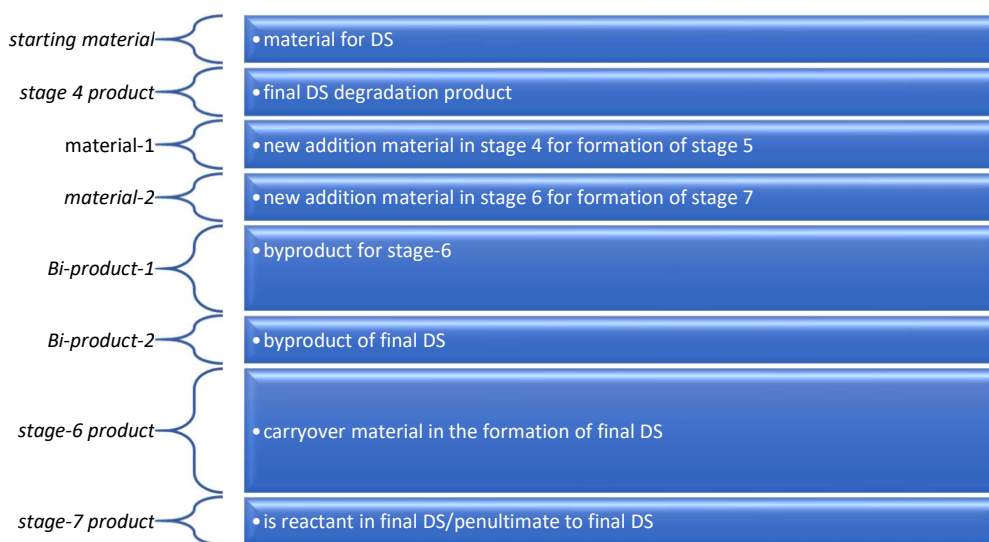 starting material
• material for DS
stage 4 product
• final DS degradation product
material-1
• new addition material in stage 4 for formation of stage 5
material-2
• new addition material in stage 6 for formation of stage 7
Bi-product-1
• byproduct for stage-6
Bi-product-2
• byproduct of final DS
stage-6 product
• carryover material in the formation of final DS
stage-7 product
• is reactant in final DS/penultimate to final DS